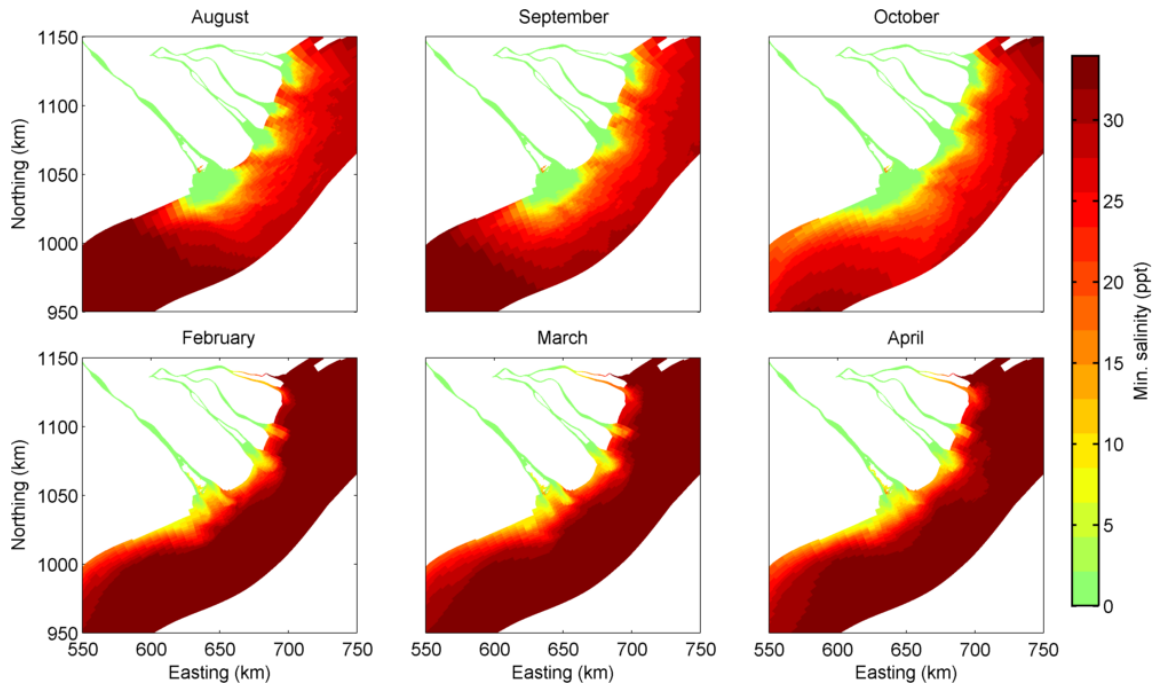 August
September
October
1150
1100
1050
1000
950
Northing (km)
February
March
April
1150
1100
1050
1000
950
Northing (km)
550 600 650 700 750
550 600 650 700 750
550 600 650 700 750
Easting (km)
Easting (km)
Easting (km)
30
25
20
15
10
5
0
Min. salinity (ppt)